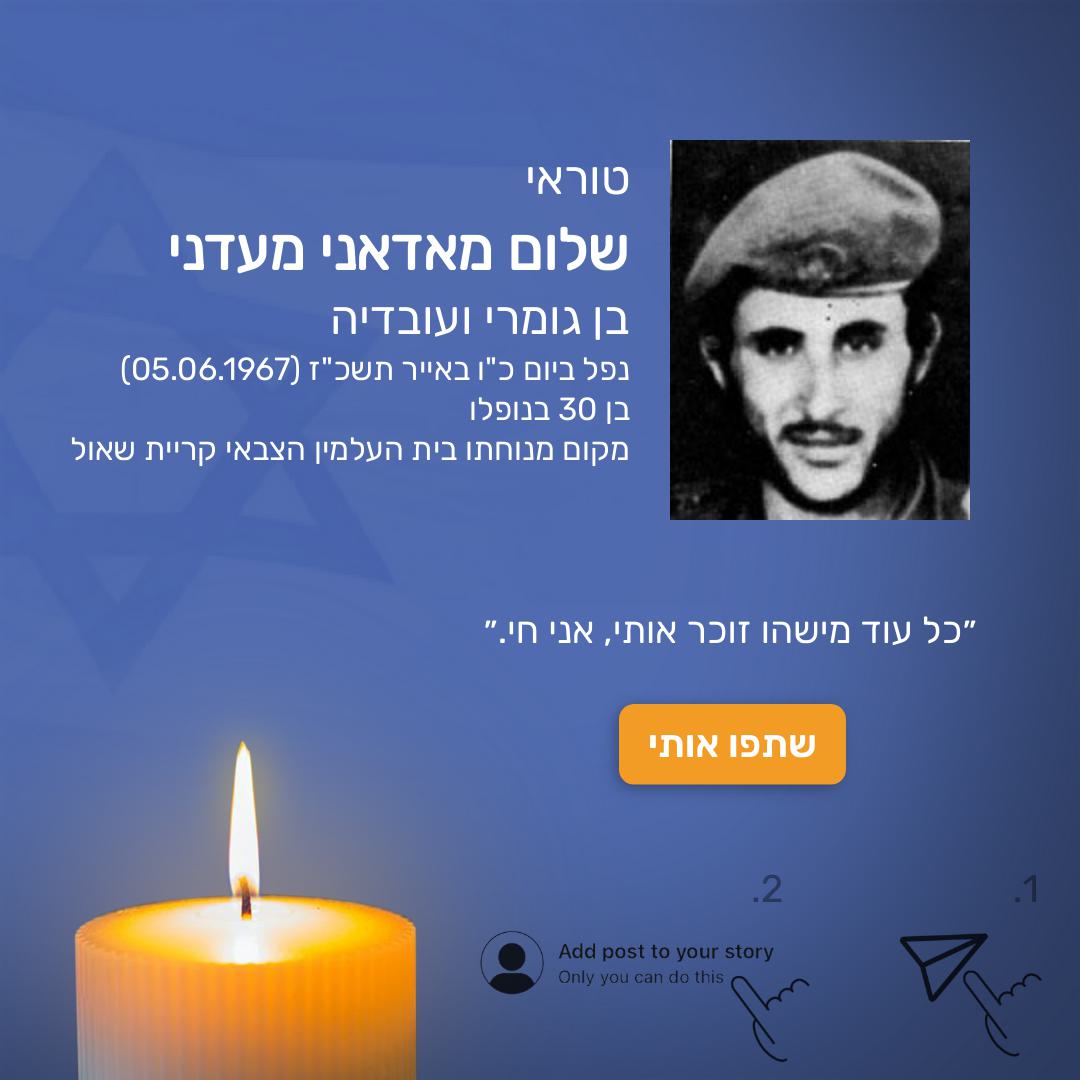 טוראי
שלום מאדאני מעדני
בן גומרי ועובדיה
נפל ביום כ"ו באייר תשכ"ז (05.06.1967)
בן 30 בנופלו
מקום מנוחתו בית העלמין הצבאי קריית שאול
״כל עוד מישהו זוכר אותי, אני חי.״
שתפו אותי
1.
2.
Add post to your story
Only you can do this